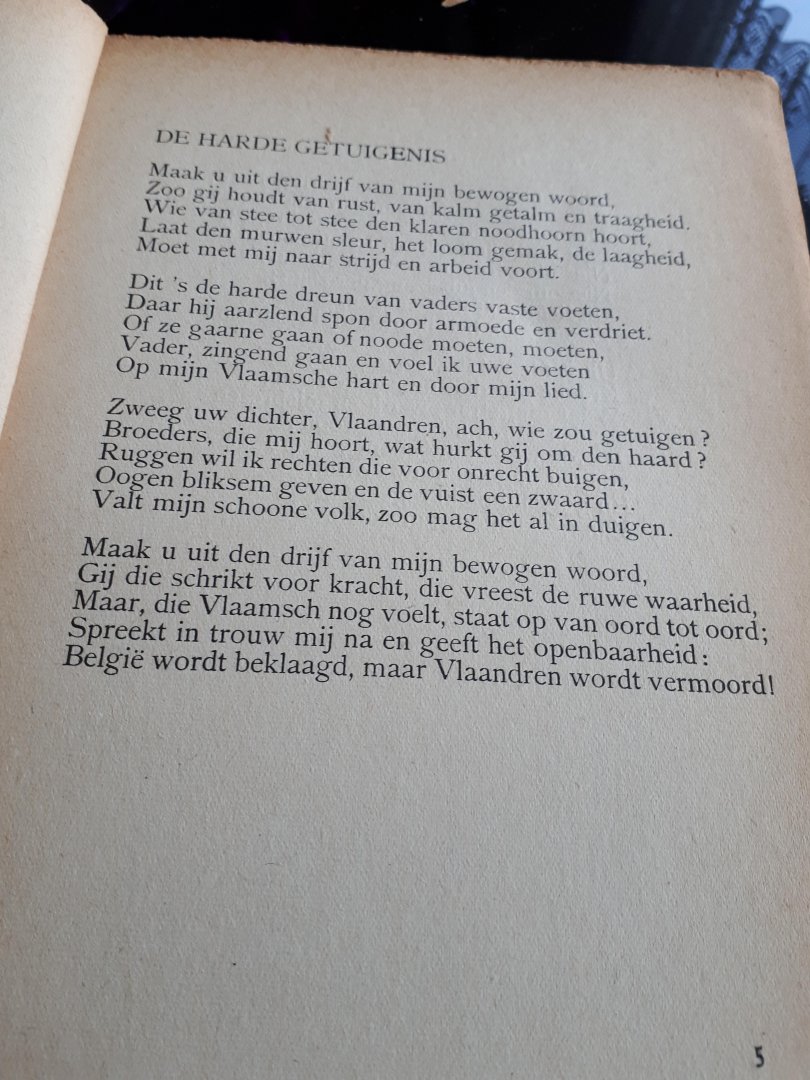 DE HARDE GETUIGENIS
Maak u uit den drijf van mijn bewogen woord,
Zoo gij houdt van rust, van kalm getalm en traagheid.
Wie van stee tot stee den klaren noodhoorn hoort,
Laat den murwen sleur, het loom gemak, de laagheid,
Moet met mij naar strijd en arbeid voort.
Dit 's de harde dreun van vaders vaste voeten,
Daar hij aarzlend spon door armoede en verdriet.
Of ze gaarne gaan of noode moeten, moeten,
Vader, zingend gaan en voel ik uwe voeten
Op mijn Vlaamsche hart en door mijn lied.
Zweeg uw dichter, Vlaandren, ach, wie zou getuigen?
Broeders, die mij hoort, wat hurkt gij om den haard?
Ruggen wil ik rechten die voor onrecht buigen,
Oogen bliksem geven en de vuist een zwaard...
Valt mijn schoone volk, zoo mag het al in duigen.
Maak u uit den drijf van mijn bewogen woord,
Gij die schrikt voor kracht, die vreest de ruwe waarheid,
Maar, die Vlaamsch nog voelt, staat op van oord tot oord;
Spreekt in trouw mij na en geeft het openbaarheid:
België wordt beklaagd, maar Vlaandren wordt vermoord!
5